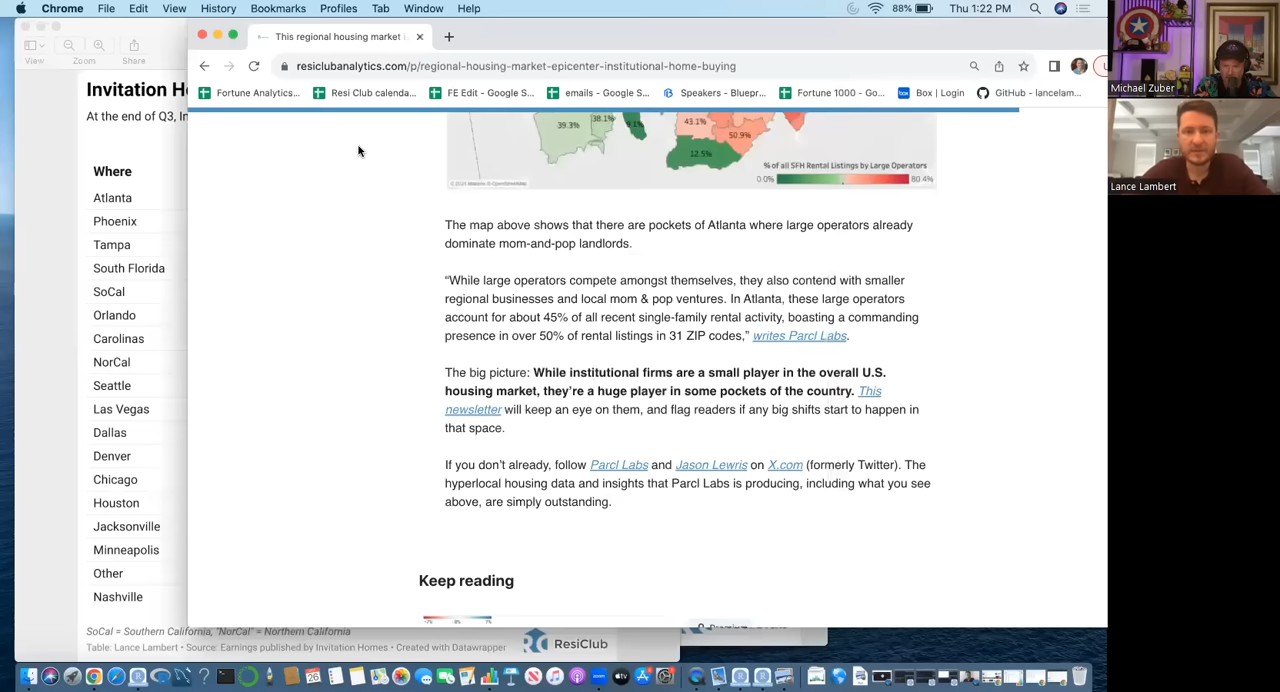 Chrome File Edit View History Bookmarks Profiles Tab Window Help
88% Thu 1:22 PM
This regional housing market i
resiclubanalytics.com/p/regional-housing-market-epicenter-institutional-home-buying
Fortune Analytics... Resi Club calenda... FE Edit - Google S... emails - Google S... Speakers - Bluepr... Fortune 1000 - Go... Box | Login GitHub - lancelam...
View Zoom Share
Invitation H
At the end of Q3, In
Where
Atlanta
Phoenix
Tampa
South Florida
SoCal
Orlando
Carolinas
NorCal
Seattle
Las Vegas
Dallas
Denver
Chicago
Houston
Jacksonville
Minneapolis
Other
Nashville
SoCal = Southern California, "NorCal" = Northern California
Table: Lance Lambert • Source: Earnings published by Invitation Homes • Created with Datawrapper
ResiClub
39.3%
38.1%
9.1%
43.1%
50.9%
12.5%
% of all SFH Rental Listings by Large Operators
0.0% 80.4%
The map above shows that there are pockets of Atlanta where large operators already
dominate mom-and-pop landlords.
“While large operators compete amongst themselves, they also contend with smaller
regional businesses and local mom & pop ventures. In Atlanta, these large operators
account for about 45% of all recent single-family rental activity, boasting a commanding
presence in over 50% of rental listings in 31 ZIP codes,” writes Parcl Labs.
The big picture: While institutional firms are a small player in the overall U.S.
housing market, they’re a huge player in some pockets of the country. This
newsletter will keep an eye on them, and flag readers if any big shifts start to happen in
that space.
If you don’t already, follow Parcl Labs and Jason Lewris on X.com (formerly Twitter). The
hyperlocal housing data and insights that Parcl Labs is producing, including what you see
above, are simply outstanding.
Keep reading
Michael Zuber
Lance Lambert